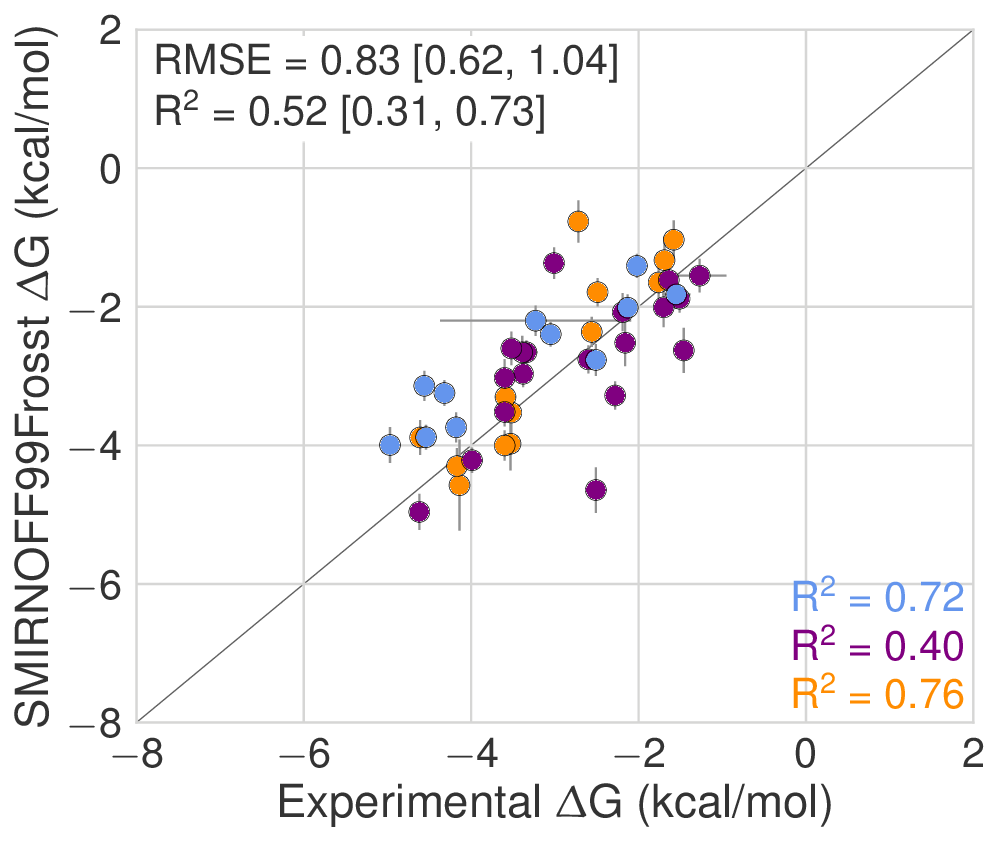 SMIRNOFF99Frosst ΔG (kcal/mol)
2
0
−2
−4
−6
−8
RMSE = 0.83 [0.62, 1.04]
R² = 0.52 [0.31, 0.73]
R² = 0.72
R² = 0.40
R² = 0.76
−8 −6 −4 −2 0 2
Experimental ΔG (kcal/mol)